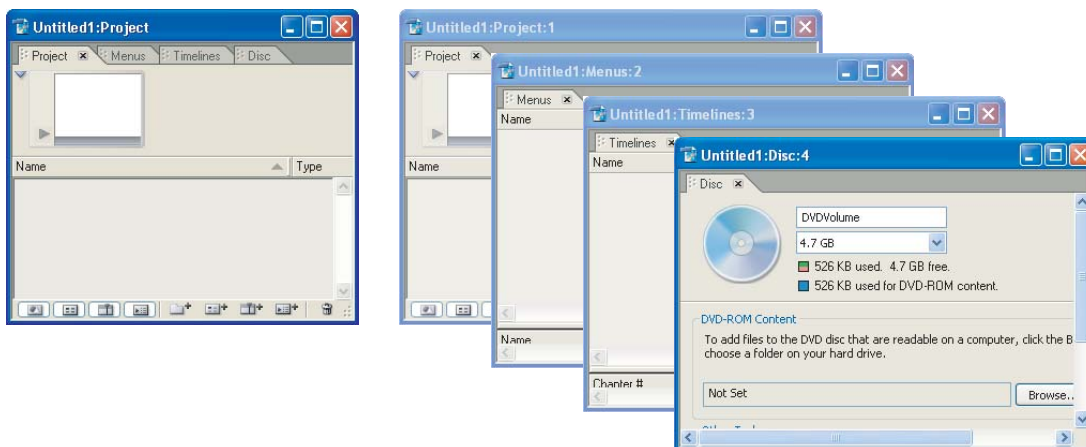 Untitled1:Project
Project Menus Timelines Disc
Name Type
Untitled1:Project:1
Project
Name
Untitled1:Menus:2
Menus
Name
Name
Untitled1:Timelines:3
Timelines
Name
Chapter #
Untitled1:Disc:4
Disc
DVDVolume
4.7 GB
526 KB used. 4.7 GB free.
526 KB used for DVD-ROM content.
DVD-ROM Content
To add files to the DVD disc that are readable on a computer, click the B
choose a folder on your hard drive.
Not Set Browse..